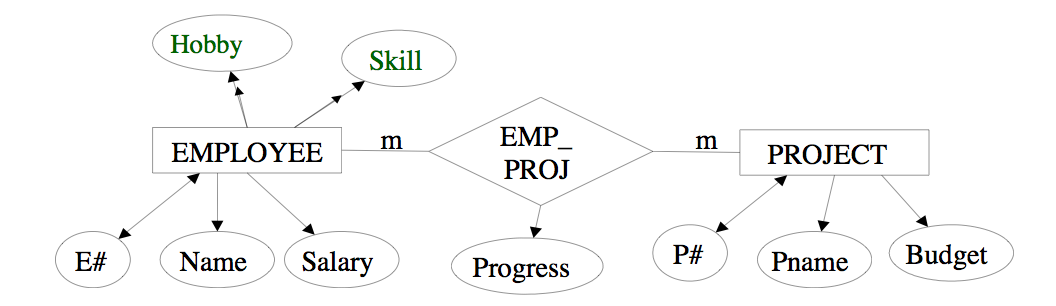 Hobby
Skill
EMPLOYEE
m
EMP_
PROJ
m
PROJECT
E#
Name
Salary
Progress
P#
Pname
Budget